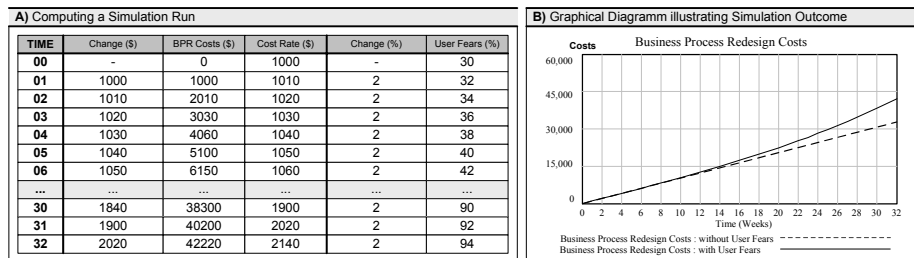 A) Computing a Simulation Run
TIME Change ($) BPR Costs ($) Cost Rate ($) Change (%) User Fears (%)
00 - 0 1000 - 30
01 1000 1000 1010 2 32
02 1010 2010 1020 2 34
03 1020 3030 1030 2 36
04 1030 4060 1040 2 38
05 1040 5100 1050 2 40
06 1050 6150 1060 2 42
... ... ... ... ... ...
30 1840 38300 1900 2 90
31 1900 40200 2020 2 92
32 2020 42220 2140 2 94
B) Graphical Diagramm illustrating Simulation Outcome
Costs Business Process Redesign Costs
60,000
45,000
30,000
15,000
0
0 2 4 6 8 10 12 14 16 18 20 22 24 26 28 30 32
Time (Weeks)
Business Process Redesign Costs : without User Fears
Business Process Redesign Costs : with User Fears